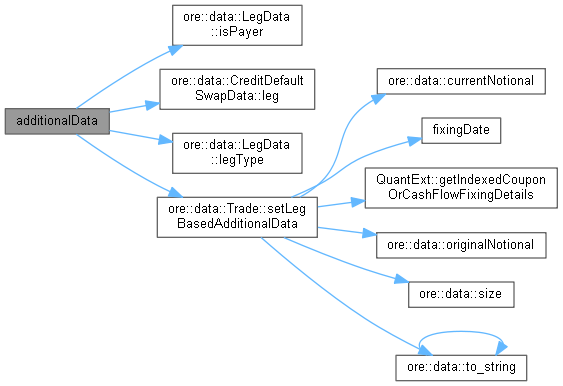 additionalData
ore::data::LegData
::isPayer
ore::data::CreditDefault
SwapData::leg
ore::data::LegData
::legType
ore::data::Trade::setLeg
BasedAdditionalData
ore::data::currentNotional
fixingDate
QuantExt::getIndexedCoupon
OrCashFlowFixingDetails
ore::data::originalNotional
ore::data::size
ore::data::to_string